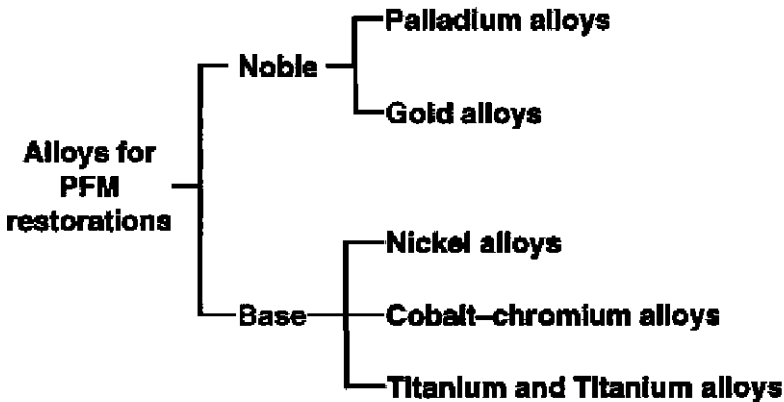 Alloys for
PFM
restorations
Noble
Palladium alloys
Gold alloys
Base
Nickel alloys
Cobalt–chromium alloys
Titanium and Titanium alloys